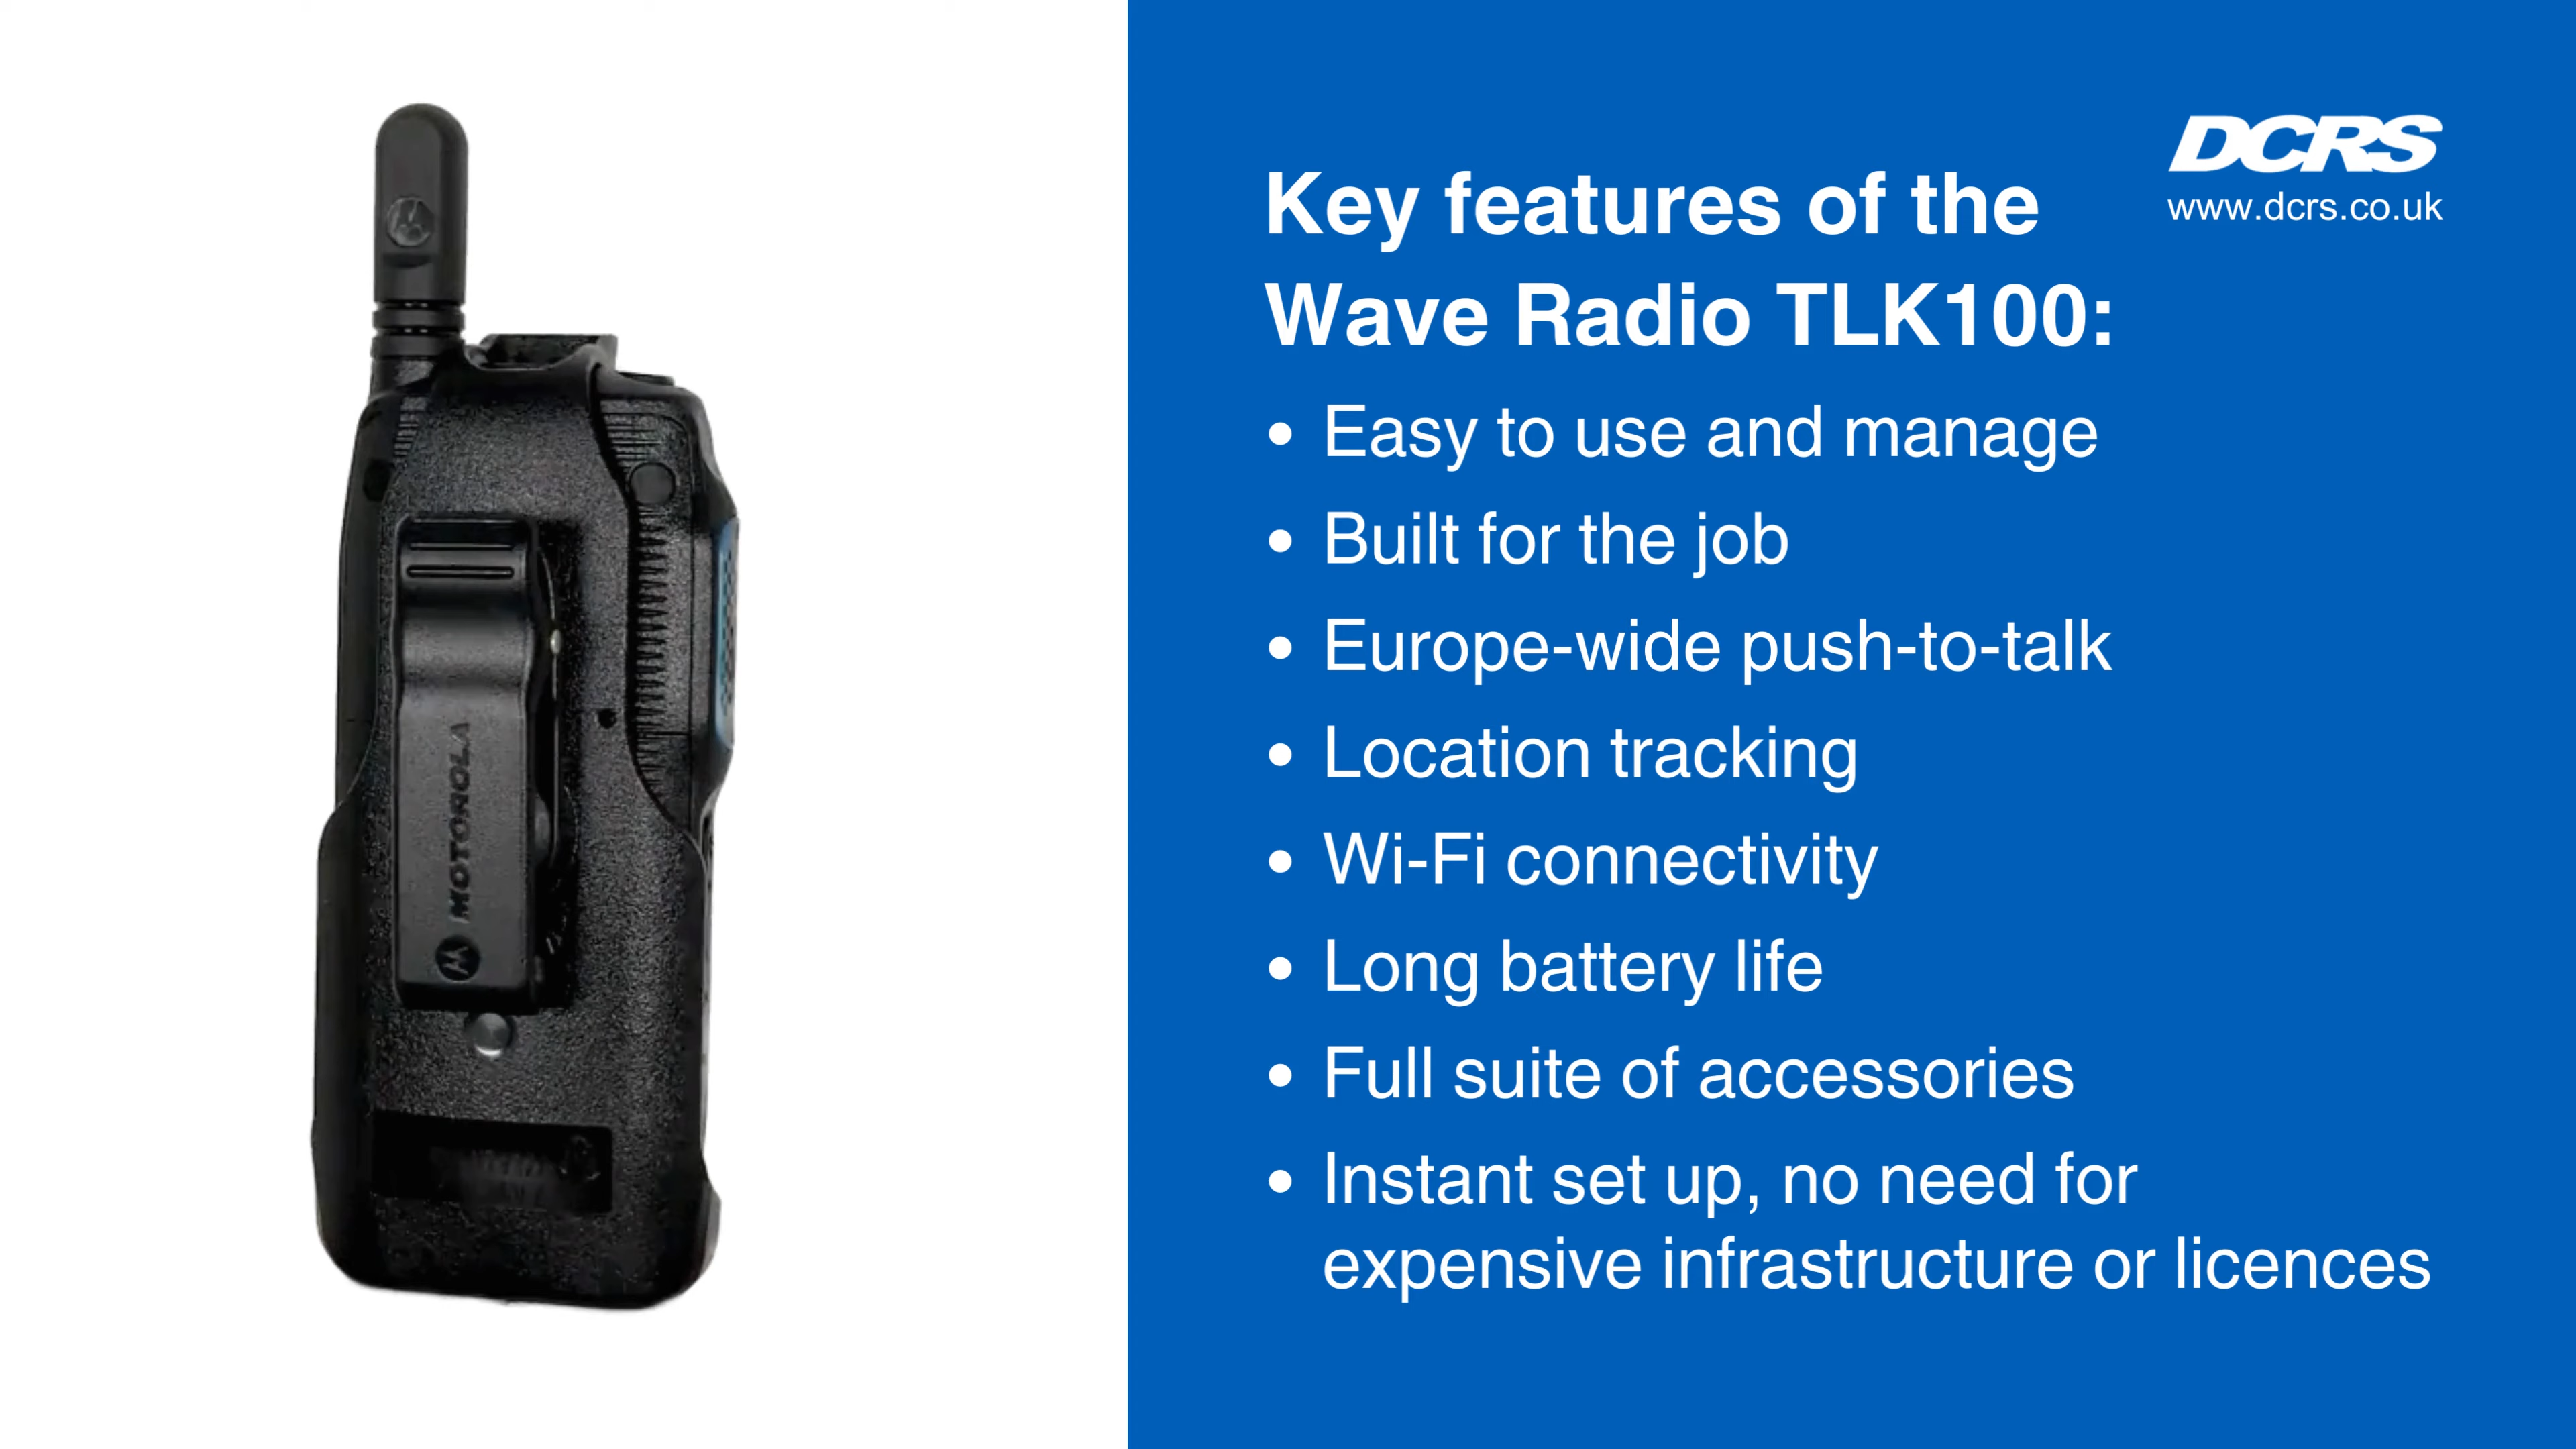 DCRS
www.dcrs.co.uk
Key features of the
Wave Radio TLK100:
• Easy to use and manage
• Built for the job
• Europe-wide push-to-talk
• Location tracking
• Wi-Fi connectivity
• Long battery life
• Full suite of accessories
• Instant set up, no need for
expensive infrastructure or licences
MOTOROLA